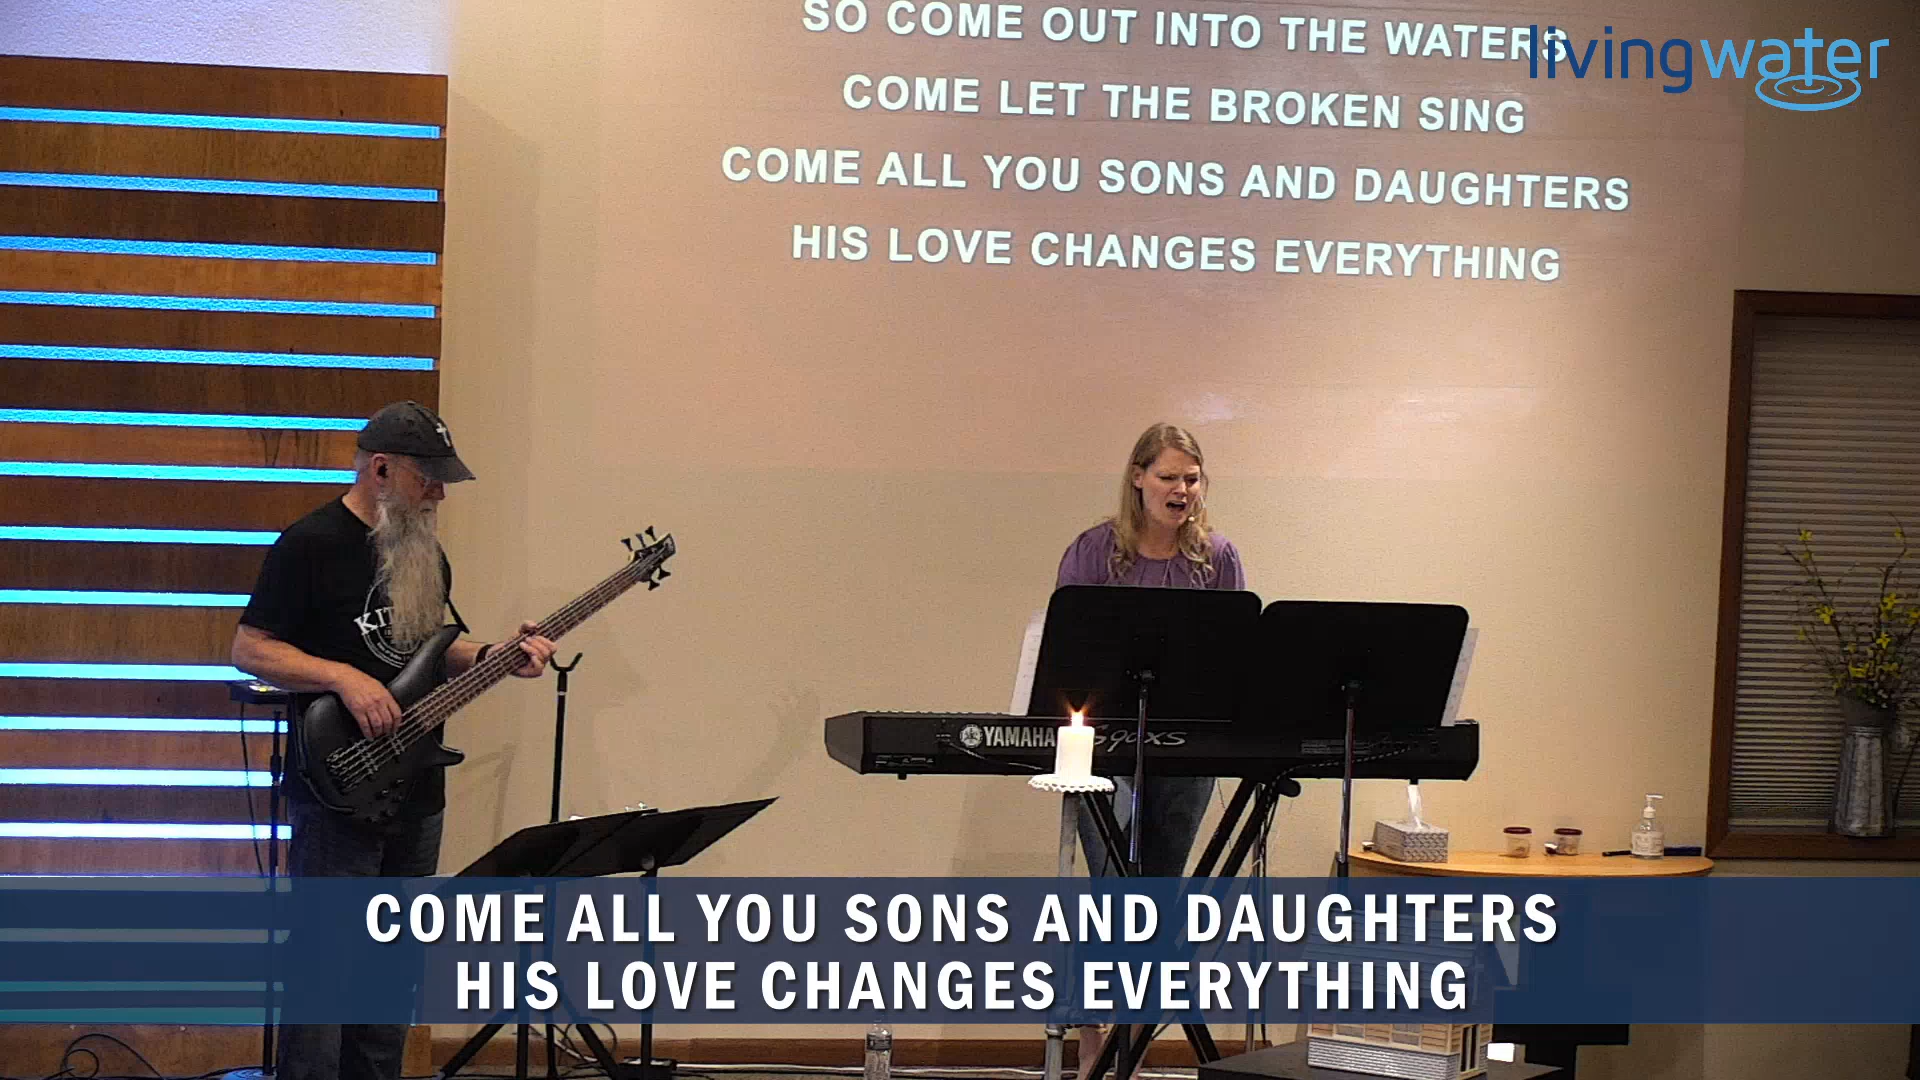 SO COME OUT INTO THE WATERS
livingwater
COME LET THE BROKEN SING
COME ALL YOU SONS AND DAUGHTERS
HIS LOVE CHANGES EVERYTHING
YAMAHA S90XS
COME ALL YOU SONS AND DAUGHTERS
HIS LOVE CHANGES EVERYTHING